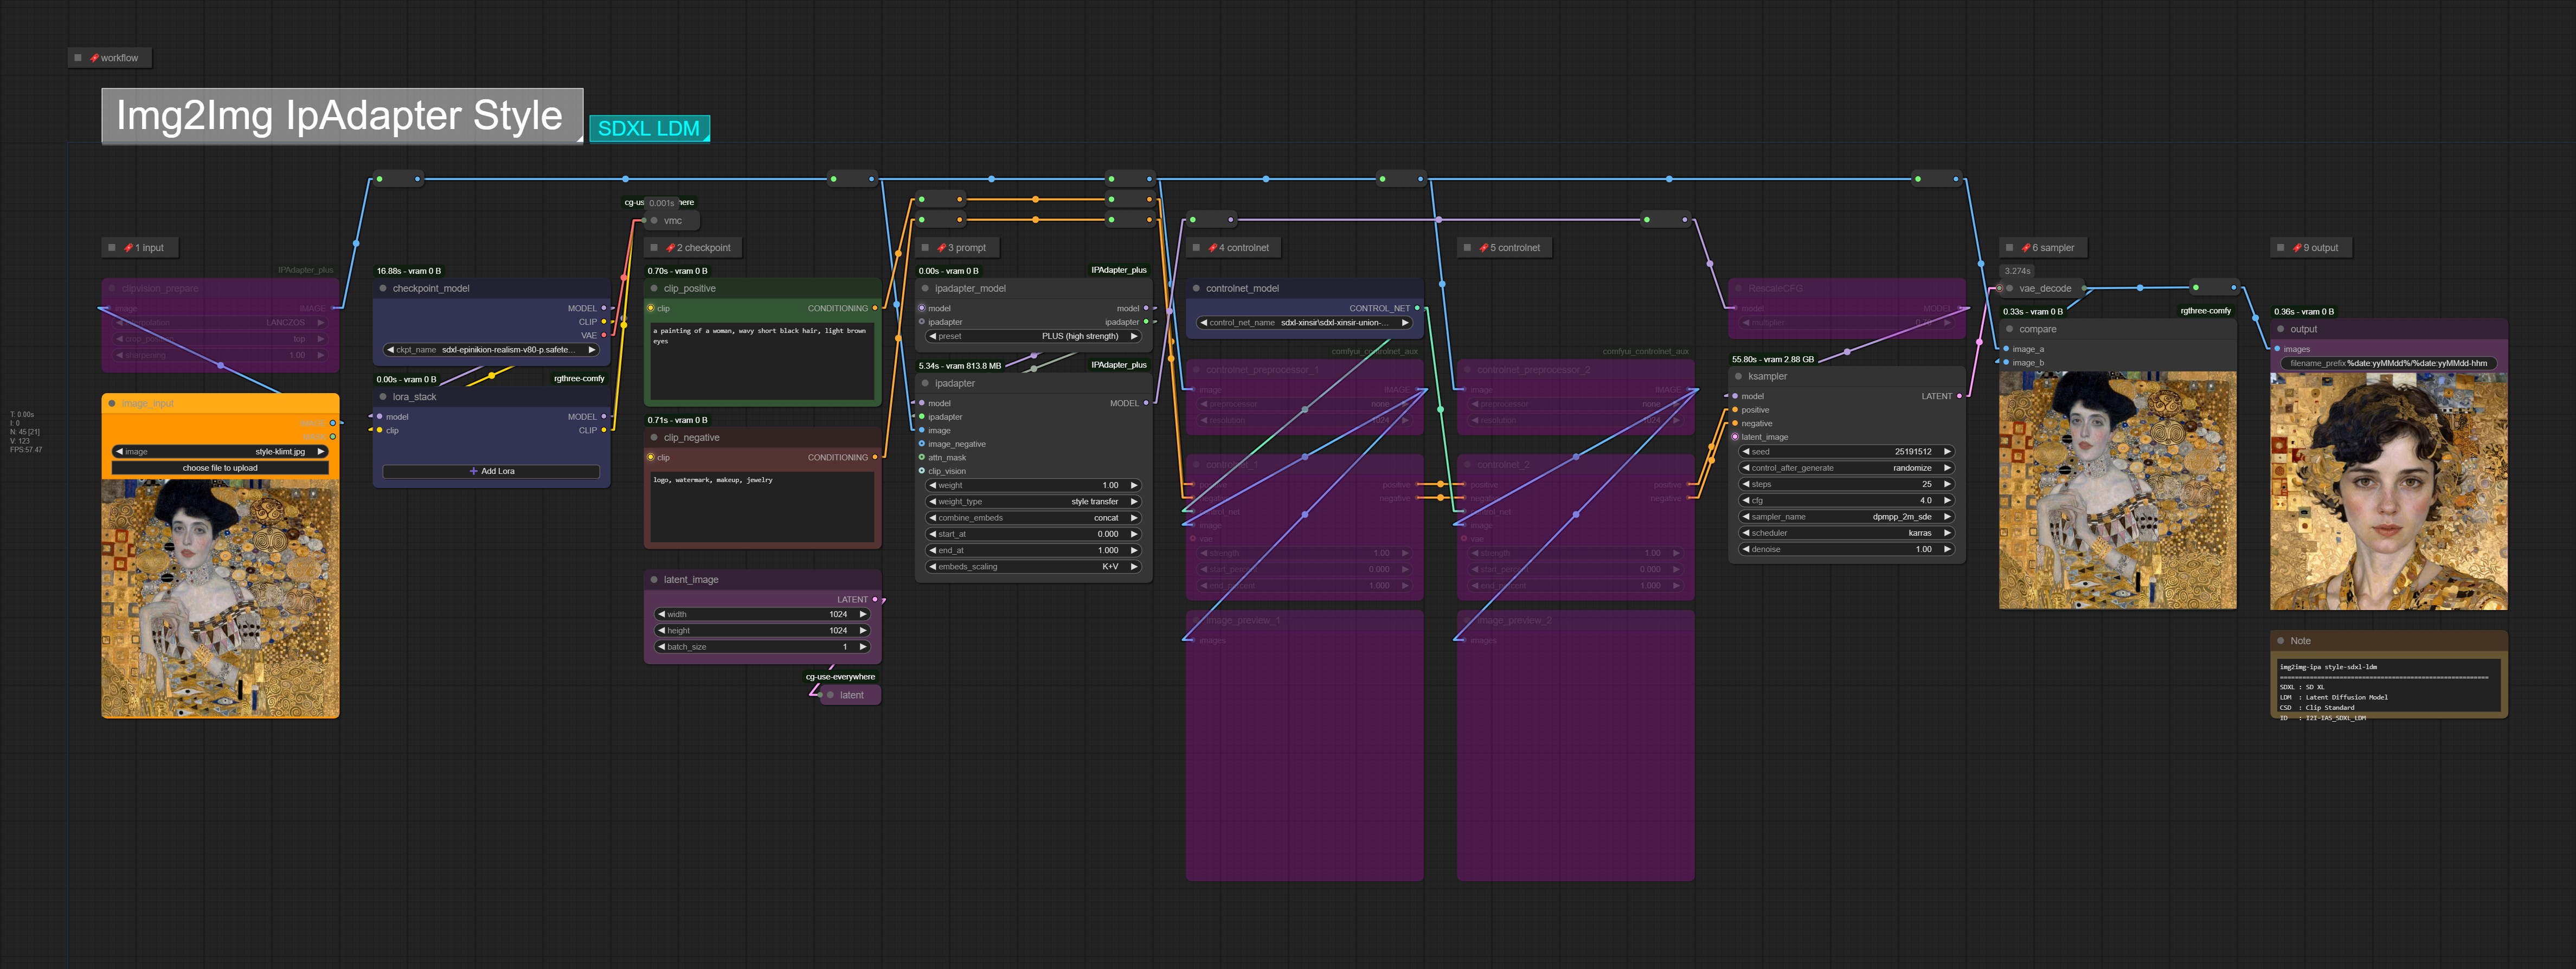 workflow
Img2Img IpAdapter Style
SDXL LDM
0.001s
vmc
1 input
2 checkpoint
3 prompt
4 controlnet
5 controlnet
6 sampler
9 output
IPAdapter_plus
clipvision_prepare
image IMAGE
LANCZOS
top
sharpening 1.00
image_input
image style-klimt.jpg
choose file to upload
T: 0.00s
I: 0
N: 45 [21]
V: 123
FPS:57.47
16.88s - vram 0 B
checkpoint_model
MODEL
CLIP
VAE
ckpt_name sdxl-epinikion-realism-v80-p.safete...
0.00s - vram 0 B rgthree-comfy
lora_stack
model MODEL
clip CLIP
Add Lora
0.70s - vram 0 B
clip_positive
clip CONDITIONING
a painting of a woman, wavy short black hair, light brown
eyes
0.71s - vram 0 B
clip_negative
clip CONDITIONING
logo, watermark, makeup, jewelry
latent_image
LATENT
width 1024
height 1024
batch_size 1
cg-use-everywhere
latent
0.00s - vram 0 B IPAdapter_plus
ipadapter_model
model model
ipadapter ipadapter
preset PLUS (high strength)
5.34s - vram 813.8 MB IPAdapter_plus
ipadapter
model MODEL
ipadapter
image
image_negative
attn_mask
clip_vision
weight 1.00
weight_type style transfer
combine_embeds concat
start_at 0.000
end_at 1.000
embeds_scaling K+V
controlnet_model
CONTROL_NET
control_net_name sdxl-xinsir\sdxl-xinsir-union-...
comfyui_controlnet_aux
controlnet_preprocessor_1
image IMAGE
preprocessor none
resolution 1024
controlnet_1
positive positive
negative negative
image
vae
strength 1.00
start_percent 0.000
end_percent 1.000
image_preview_1
images
comfyui_controlnet_aux
controlnet_preprocessor_2
image IMAGE
preprocessor none
resolution 1024
controlnet_2
positive positive
negative negative
image
vae
strength 1.00
start_percent 0.000
end_percent 1.000
image_preview_2
images
RescaleCFG
model MODEL
multiplier
55.80s - vram 2.88 GB
ksampler
model LATENT
positive
negative
latent_image
seed 25191512
control_after_generate randomize
steps 25
cfg 4.0
sampler_name dpmpp_2m_sde
scheduler karras
denoise 1.00
3.274s
vae_decode
0.33s - vram 0 B rgthree-comfy
compare
image_a
image_b
0.36s - vram 0 B
output
images
filename_prefix %date:yyMMdd%/%date:yyMMdd-hhm
Note
img2img-ipa style-sdxl-ldm
SDXL : SD XL
LDM : Latent Diffusion Model
CSD : Clip Standard
ID : I2I-IAS_SDXL_LDM